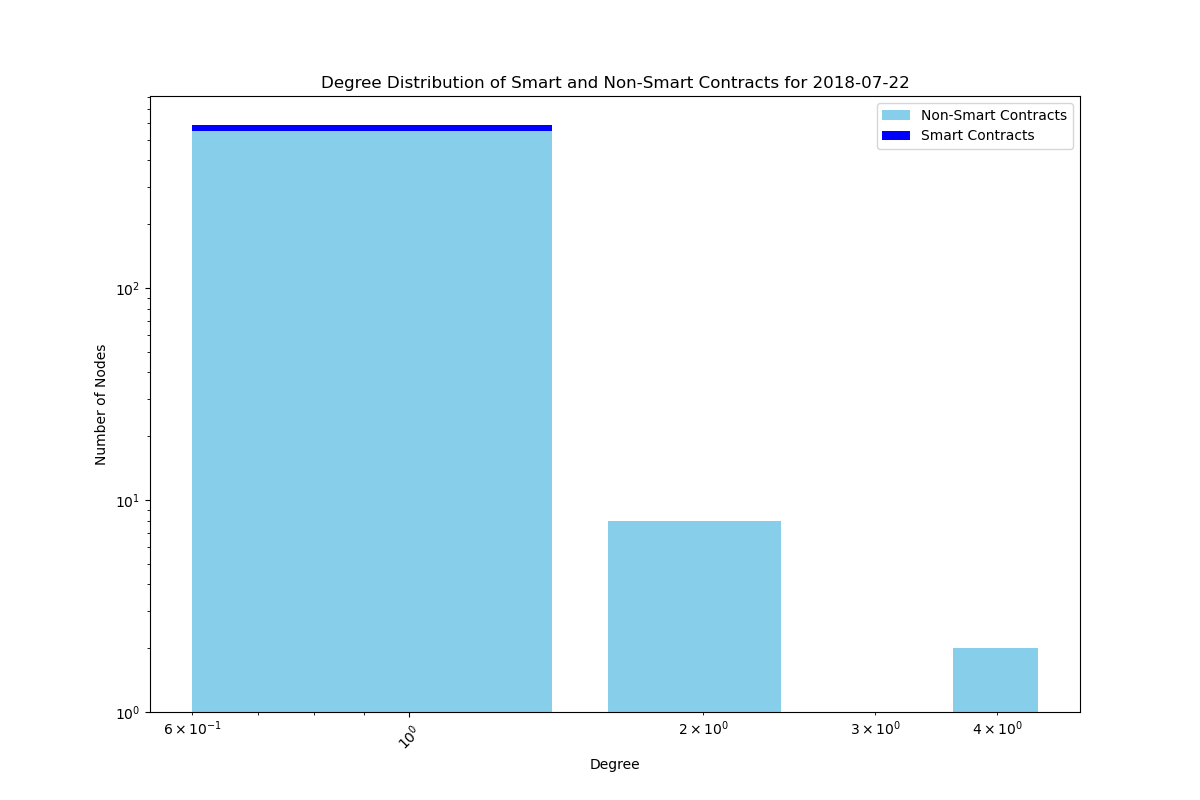 Degree Distribution of Smart and Non-Smart Contracts for 2018-07-22
Non-Smart Contracts
Smart Contracts
Number of Nodes
10²
10¹
10⁰
6 × 10⁻¹
10⁰
2 × 10⁰
3 × 10⁰
4 × 10⁰
Degree